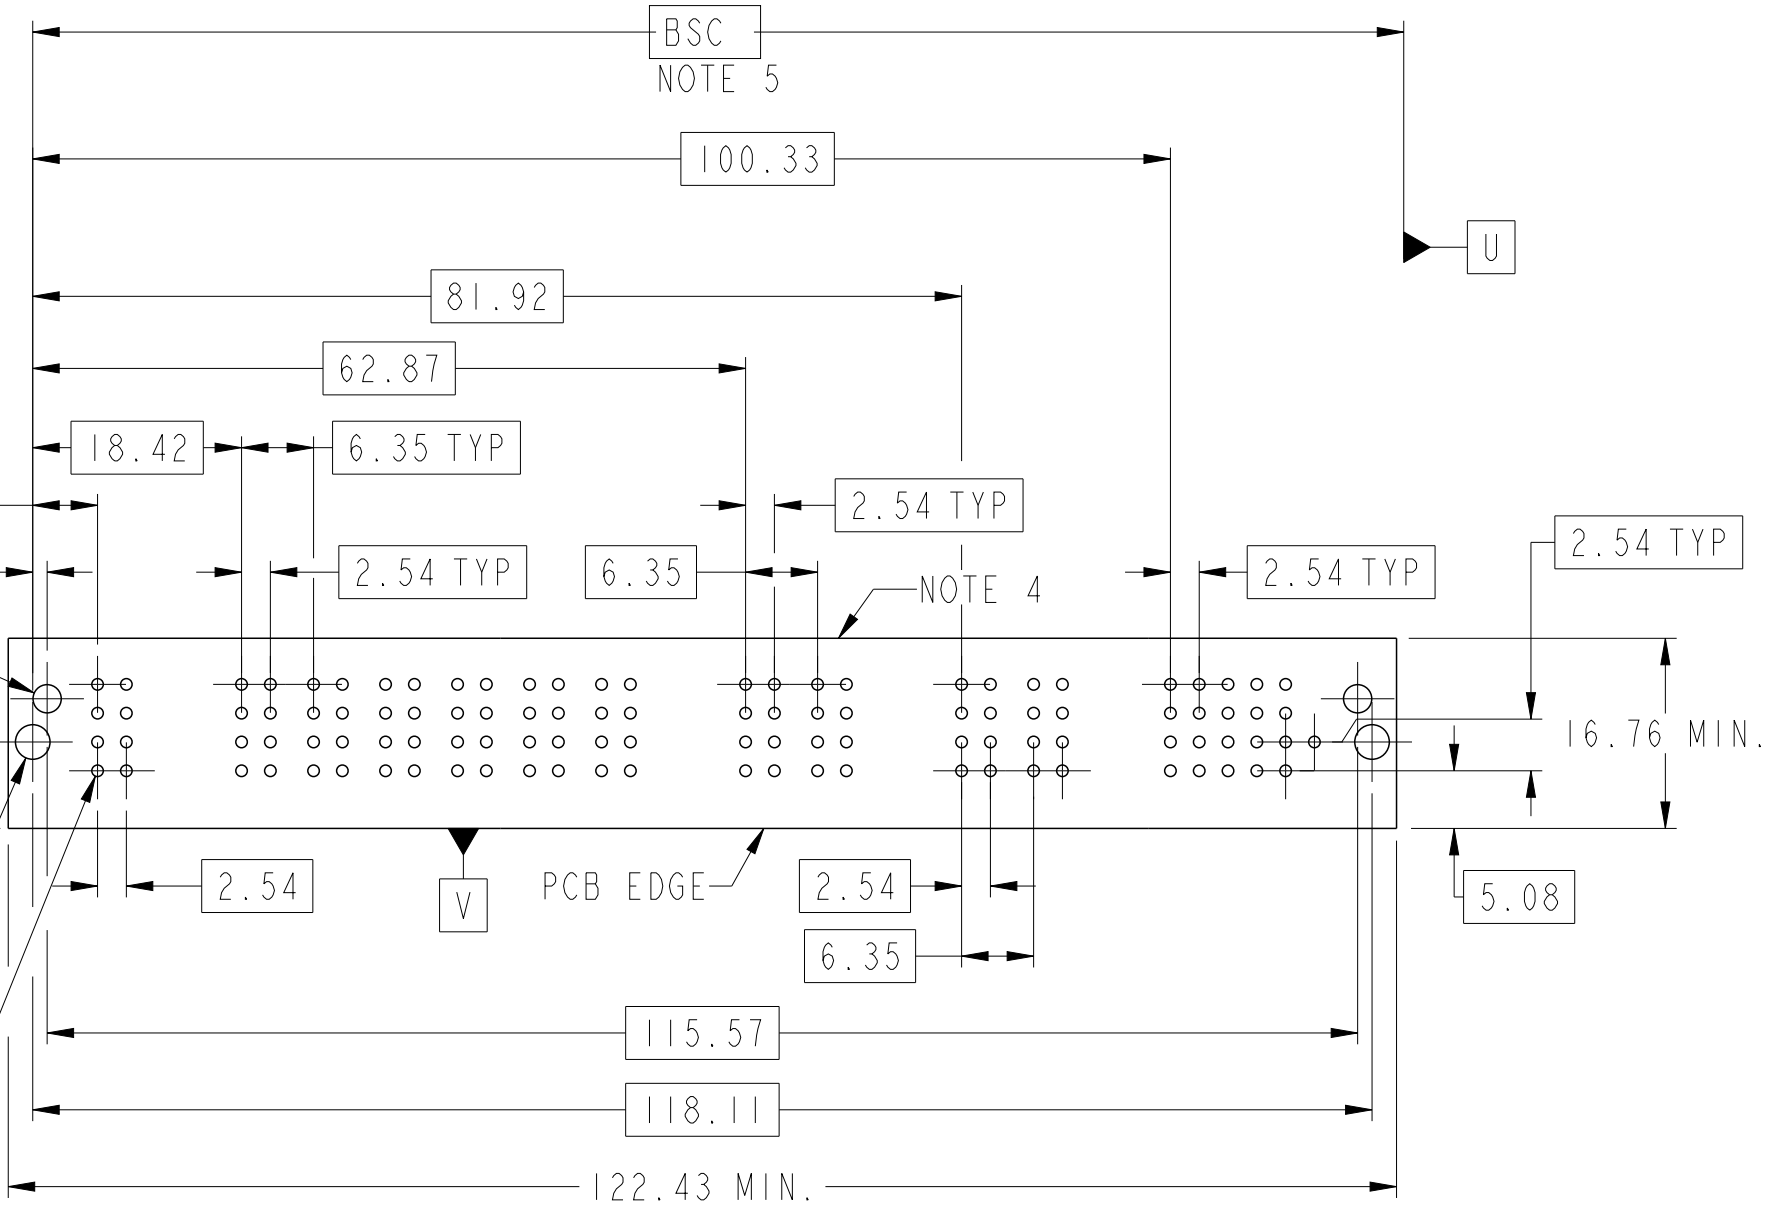 BSC
NOTE 5
100.33
U
81.92
62.87
18.42
6.35 TYP
2.54 TYP
2.54 TYP
2.54 TYP
6.35
2.54 TYP
NOTE 4
16.76 MIN.
2.54
V
PCB EDGE
2.54
5.08
6.35
115.57
118.11
122.43 MIN.